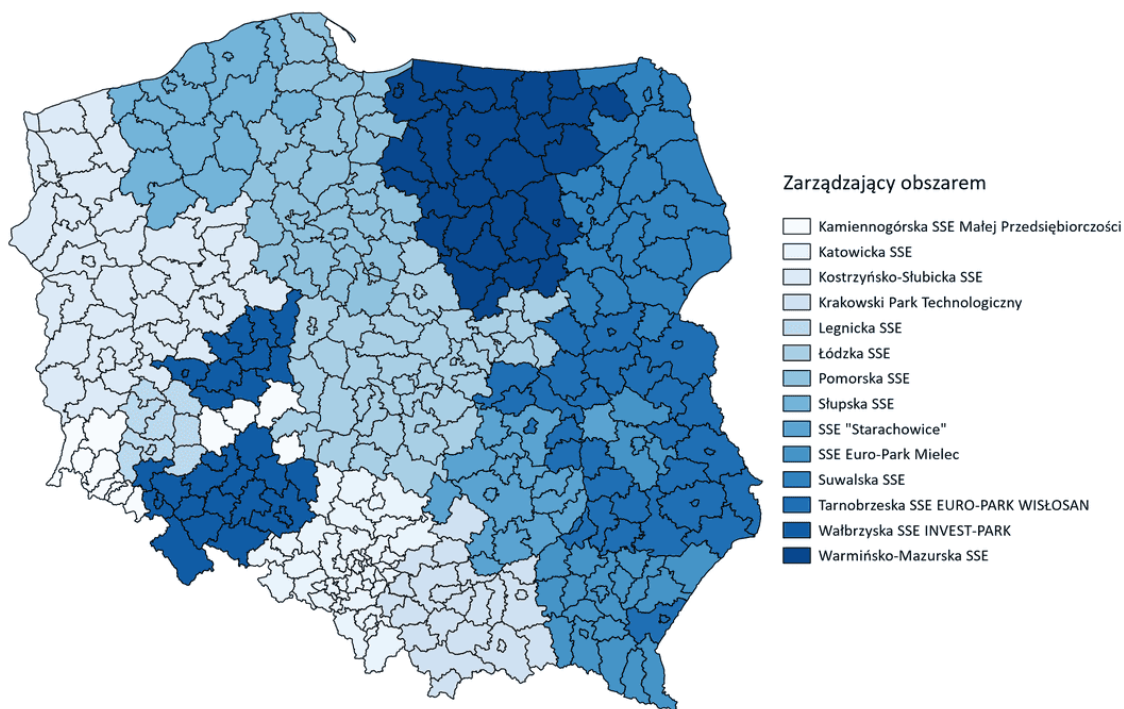 Zarządzający obszarem
Kamiennogórska SSE Małej Przedsiębiorczości
Katowicka SSE
Kostrzyńsko-Słubicka SSE
Krakowski Park Technologiczny
Legnicka SSE
Łódzka SSE
Pomorska SSE
Słupska SSE
SSE "Starachowice"
SSE Euro-Park Mielec
Suwalska SSE
Tarnobrzeska SSE EURO-PARK WISŁOSAN
Wałbrzyska SSE INVEST-PARK
Warmińsko-Mazurska SSE